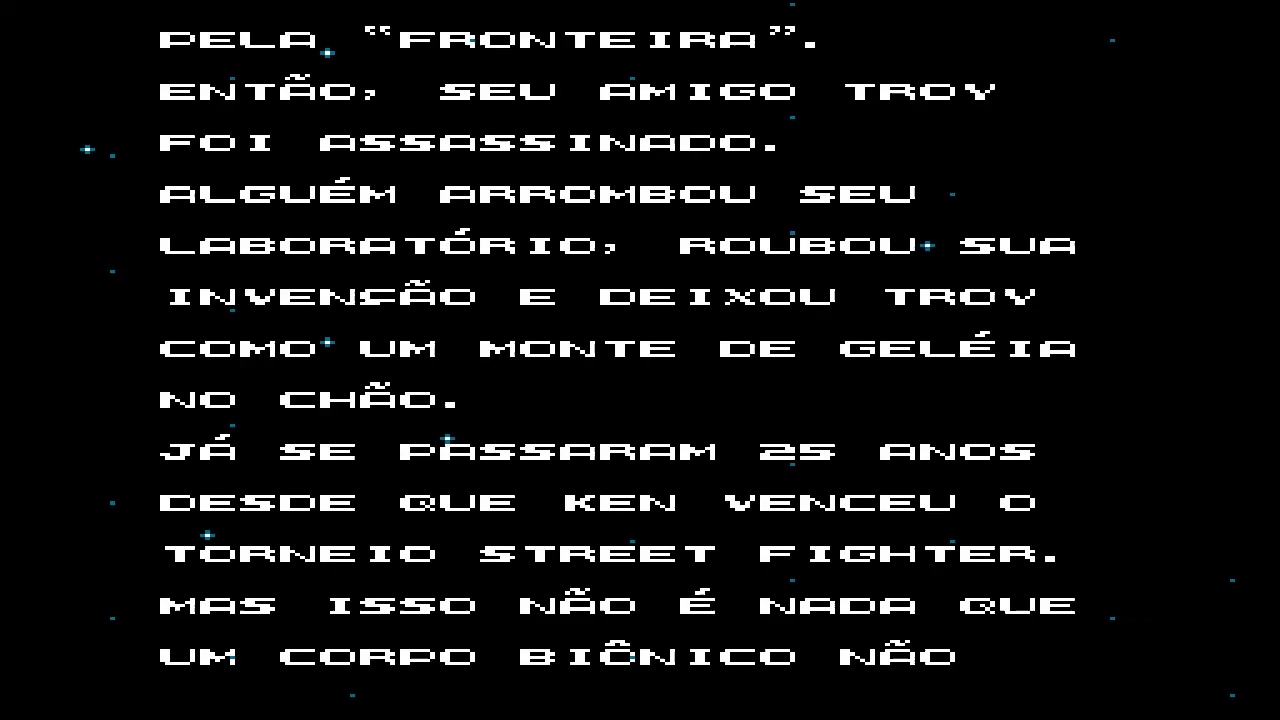 PELA "FRONTEIRA".
ENTÃO, SEU AMIGO TROY
FOI ASSASSINADO.
ALGUÉM ARROMBOU SEU
LABORATÓRIO, ROUBOU SUA
INVENÇÃO E DEIXOU TROY
COMO UM MONTE DE GELÉIA
NO CHÃO.
JÁ SE PASSARAM 25 ANOS
DESDE QUE KEN VENCEU O
TORNEIO STREET FIGHTER.
MAS ISSO NÃO É NADA QUE
UM CORPO BIÔNICO NÃO